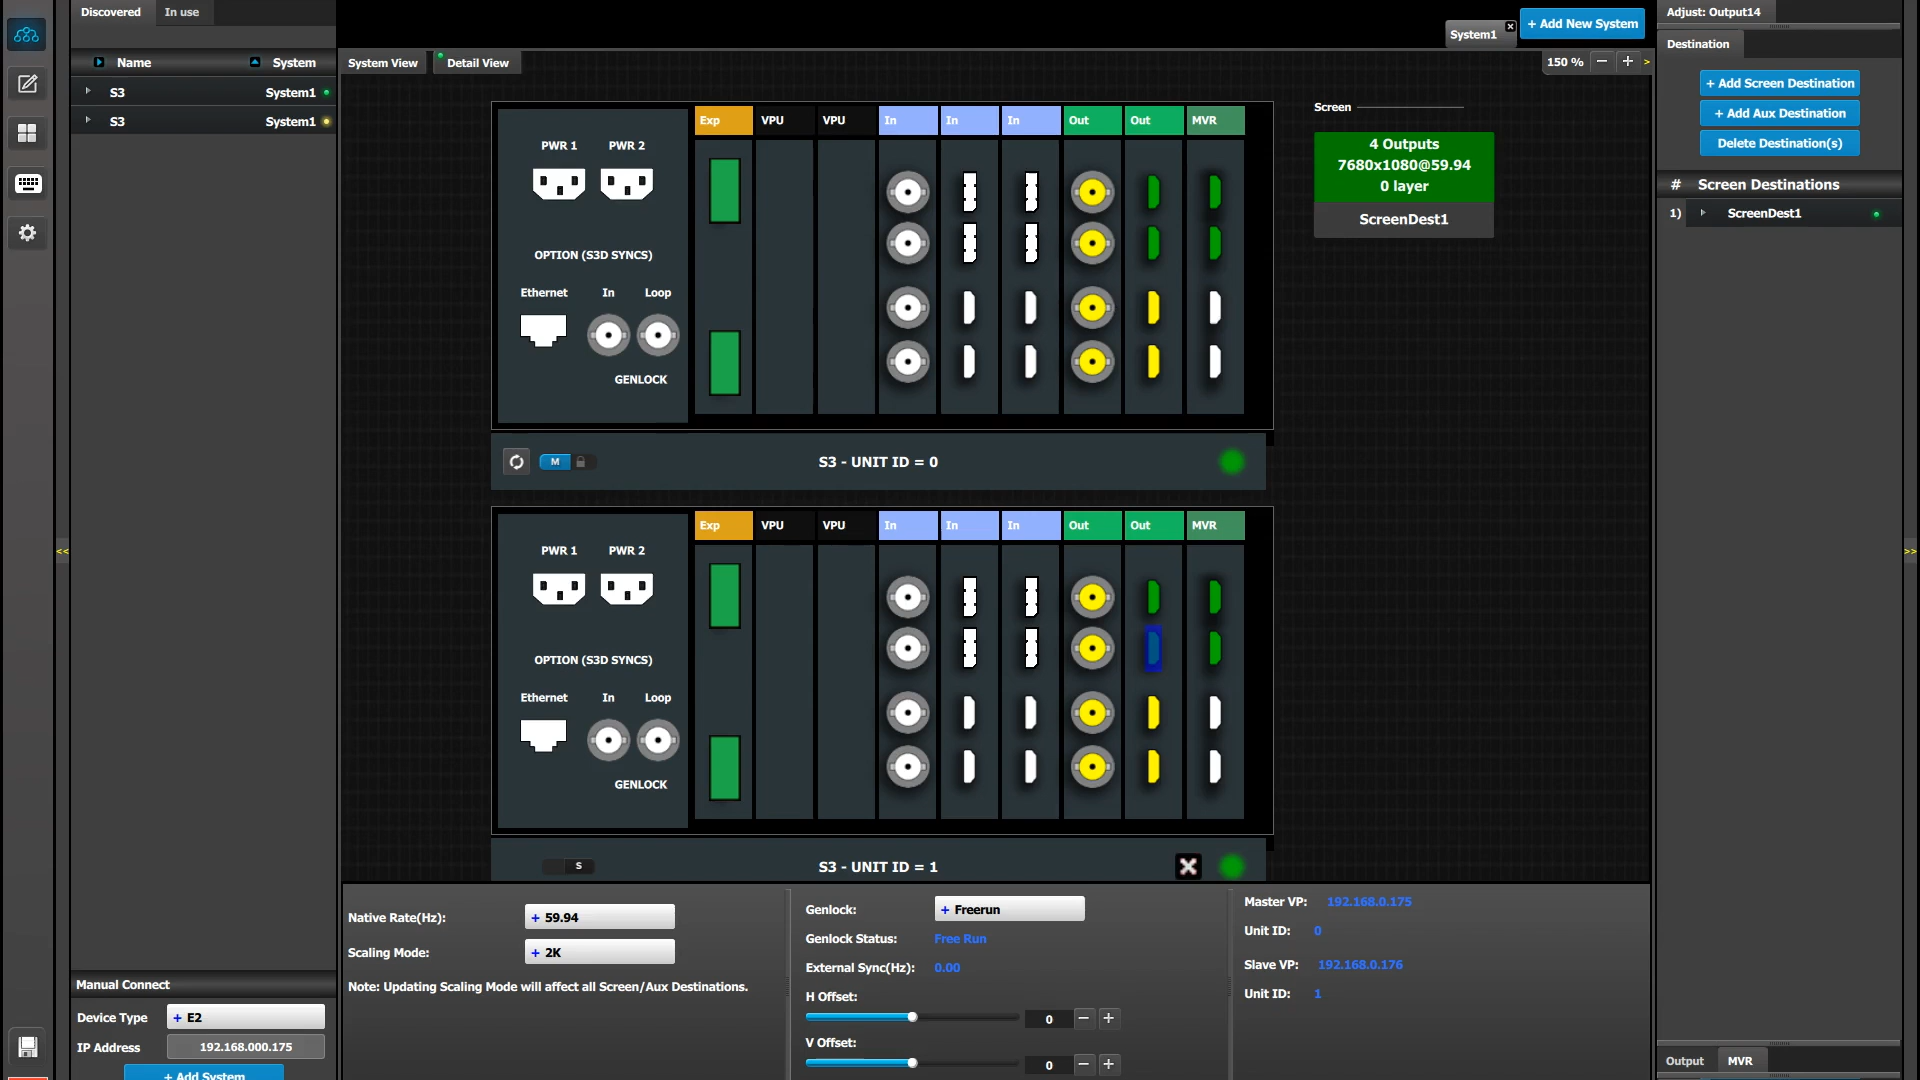 Discovered In use
Name System
S3 System1
S3 System1
Manual Connect
Device Type + E2
IP Address 192.168.000.175
+ Add System
System1 + Add New System
System View Detail View 150 % − + >
Exp VPU VPU In In In Out Out MVR
PWR 1 PWR 2
OPTION (S3D SYNCS)
Ethernet In Loop
GENLOCK
M S3 - UNIT ID = 0
Exp VPU VPU In In In Out Out MVR
PWR 1 PWR 2
OPTION (S3D SYNCS)
Ethernet In Loop
GENLOCK
S S3 - UNIT ID = 1
<<
Screen
4 Outputs
7680x1080@59.94
0 layer
ScreenDest1
Native Rate(Hz): + 59.94
Scaling Mode: + 2K
Note: Updating Scaling Mode will affect all Screen/Aux Destinations.
Genlock: + Freerun
Genlock Status: Free Run
External Sync(Hz): 0.00
H Offset:
0 − +
V Offset:
0 − +
Master VP: 192.168.0.175
Unit ID: 0
Slave VP: 192.168.0.176
Unit ID: 1
Adjust: Output14
Destination
+ Add Screen Destination
+ Add Aux Destination
Delete Destination(s)
# Screen Destinations
1) ScreenDest1
>>
Output MVR